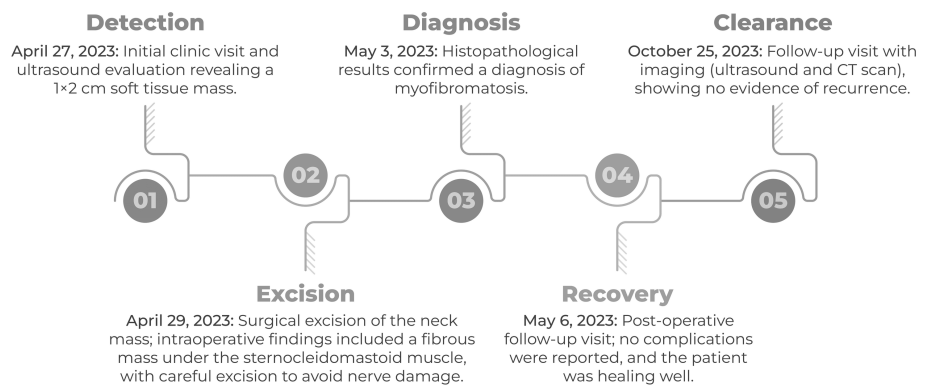 Detection
April 27, 2023: Initial clinic visit and
ultrasound evaluation revealing a
1×2 cm soft tissue mass.
Diagnosis
May 3, 2023: Histopathological
results confirmed a diagnosis of
myofibromatosis.
Clearance
October 25, 2023: Follow-up visit with
imaging (ultrasound and CT scan),
showing no evidence of recurrence.
01
02
03
04
05
Excision
April 29, 2023: Surgical excision of the neck
mass; intraoperative findings included a fibrous
mass under the sternocleidomastoid muscle,
with careful excision to avoid nerve damage.
Recovery
May 6, 2023: Post-operative
follow-up visit; no complications
were reported, and the patient
was healing well.